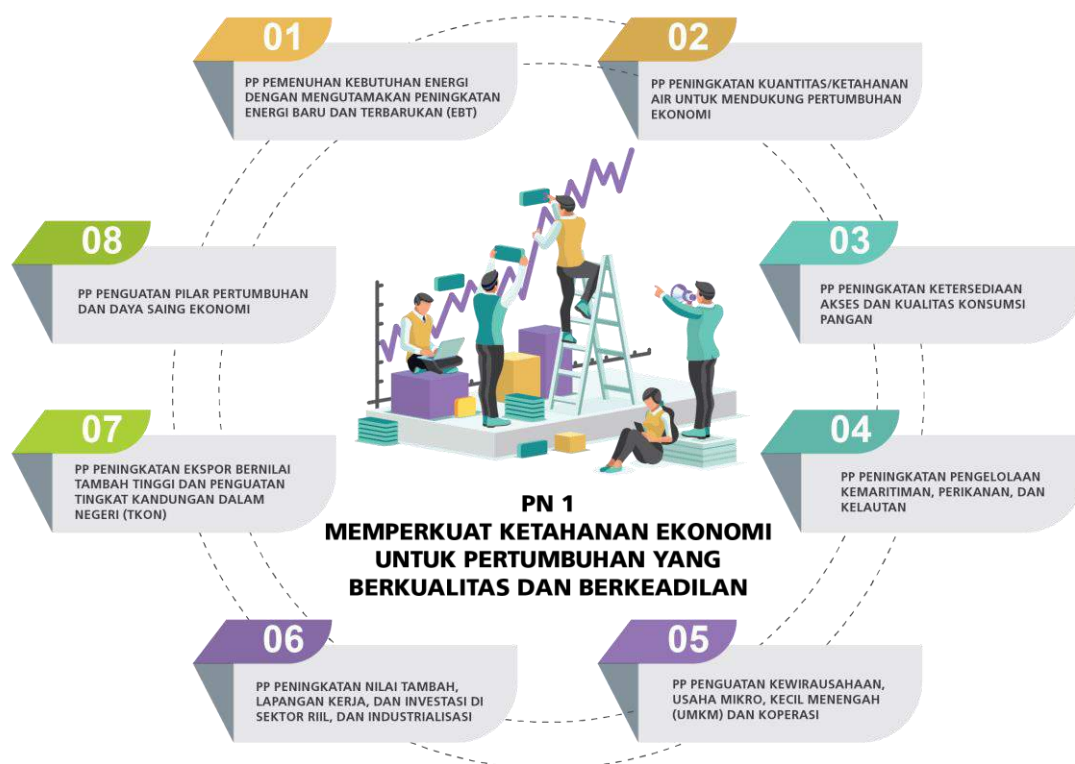 01
PP PEMENUHAN KEBUTUHAN ENERGI
DENGAN MENGUTAMAKAN PENINGKATAN
ENERGI BARU DAN TERBARUKAN (EBT)
02
PP PENINGKATAN KUANTITAS/KETAHANAN
AIR UNTUK MENDUKUNG PERTUMBUHAN
EKONOMI
03
PP PENINGKATAN KETERSEDIAAN
AKSES DAN KUALITAS KONSUMSI
PANGAN
04
PP PENINGKATAN PENGELOLAAN
KEMARITIMAN, PERIKANAN, DAN
KELAUTAN
05
PP PENGUATAN KEWIRAUSAHAAN,
USAHA MIKRO, KECIL MENENGAH
(UMKM) DAN KOPERASI
06
PP PENINGKATAN NILAI TAMBAH,
LAPANGAN KERJA, DAN INVESTASI DI
SEKTOR RIIL, DAN INDUSTRIALISASI
07
PP PENINGKATAN EKSPOR BERNILAI
TAMBAH TINGGI DAN PENGUATAN
TINGKAT KANDUNGAN DALAM
NEGERI (TKON)
08
PP PENGUATAN PILAR PERTUMBUHAN
DAN DAYA SAING EKONOMI
PN 1
MEMPERKUAT KETAHANAN EKONOMI
UNTUK PERTUMBUHAN YANG
BERKUALITAS DAN BERKEADILAN